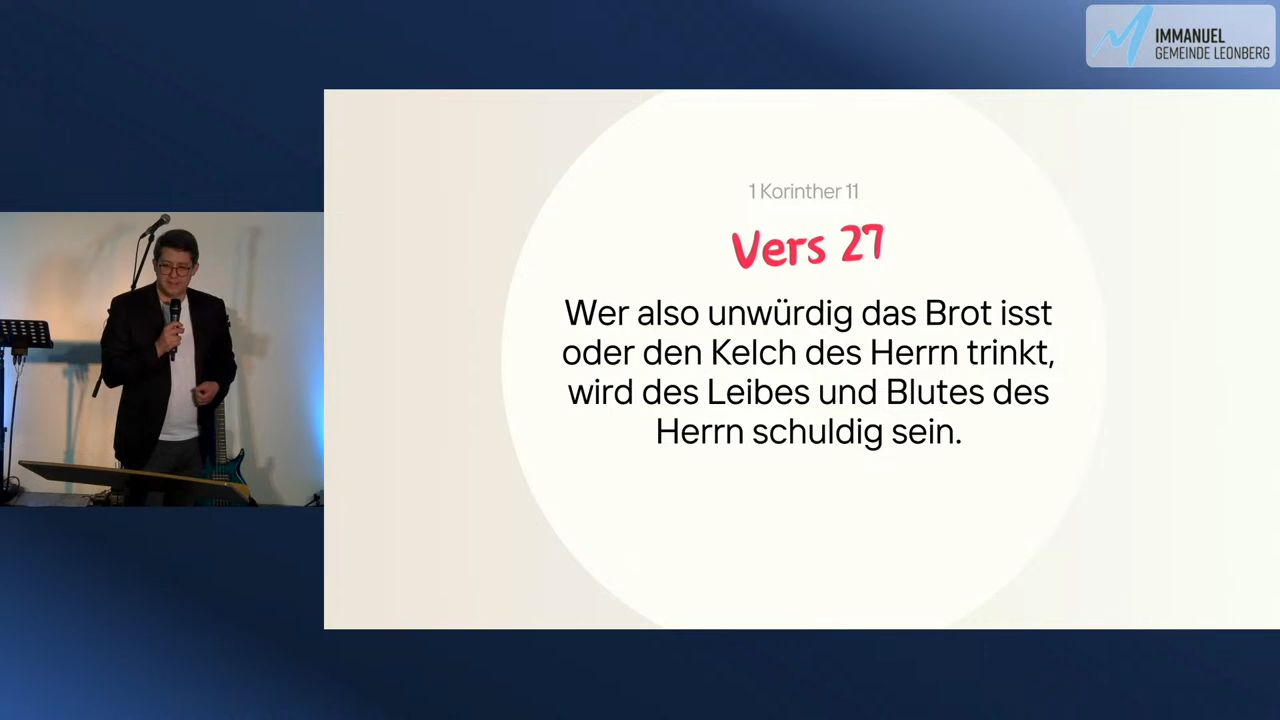 IMMANUEL
GEMEINDE LEONBERG
1 Korinther 11
Vers 27
Wer also unwürdig das Brot isst
oder den Kelch des Herrn trinkt,
wird des Leibes und Blutes des
Herrn schuldig sein.